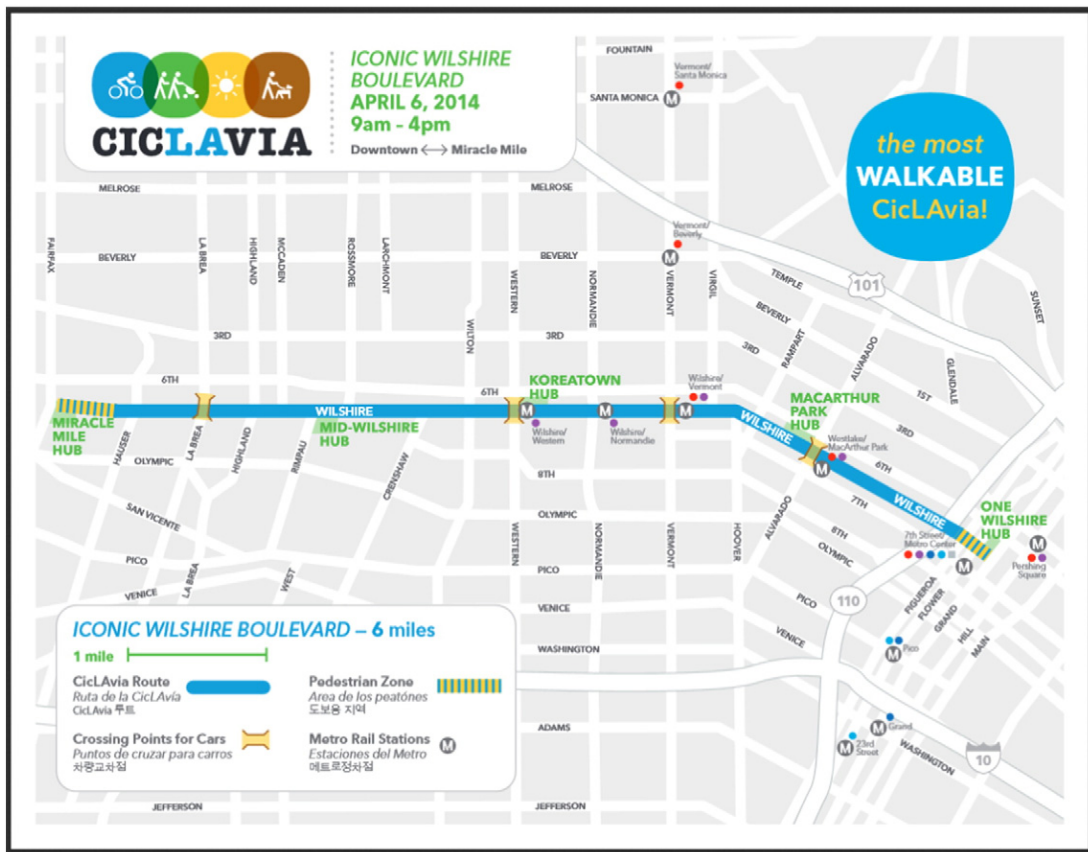 CICLAVIA
ICONIC WILSHIRE
BOULEVARD
APRIL 6, 2014
9am - 4pm
Downtown <-> Miracle Mile
the most
WALKABLE
CicLAvia!
FOUNTAIN
Vermont/
Santa Monica
SANTA MONICA
M
MELROSE
MELROSE
Vermont/
Beverly
M
FAIRFAX
BEVERLY
LA BREA
HIGHLAND
MCCADEN
ROSSMORE
LARCHMONT
WESTERN
BEVERLY
NORMANDIE
VERMONT
VIRGIL
TEMPLE
101
BEVERLY
SUNSET
3RD
WILTON
3RD
3RD
RAMPART
ALVARADO
GLENDALE
1ST
6TH
6TH
KOREATOWN
HUB
Wilshire/
Vermont
MACARTHUR
PARK
HUB
3RD
MIRACLE
MILE
HUB
WILSHIRE
MID-WILSHIRE
HUB
M
Wilshire/
Western
M
Wilshire/
Normandie
M
WILSHIRE
Westlake/
MacArthur Park
M
6TH
HAUSER
LA BREA
HIGHLAND
RIMPAU
CRENSHAW
OLYMPIC
8TH
7TH
WILSHIRE
ONE
WILSHIRE
HUB
SAN VICENTE
OLYMPIC
WESTERN
NORMANDIE
VERMONT
HOOVER
ALVARADO
8TH
OLYMPIC
7th Street/
Metro Center
M
M
Pershing
Square
PICO
PICO
VENICE
LA BREA
WEST
PICO
110
FIGUEROA
FLOWER
GRAND
HILL
MAIN
VENICE
VENICE
WASHINGTON
M
Pico
ADAMS
M
Grand
M
23rd
Street
WASHINGTON
10
JEFFERSON
JEFFERSON
ICONIC WILSHIRE BOULEVARD – 6 miles
1 mile
CicLAvia Route
Ruta de la CicLAvía
CicLAvia 루트
Pedestrian Zone
Area de los peatónes
도보용 지역
Crossing Points for Cars
Puntos de cruzar para carros
차량교차점
Metro Rail Stations
Estaciones del Metro
메트로정차점
M